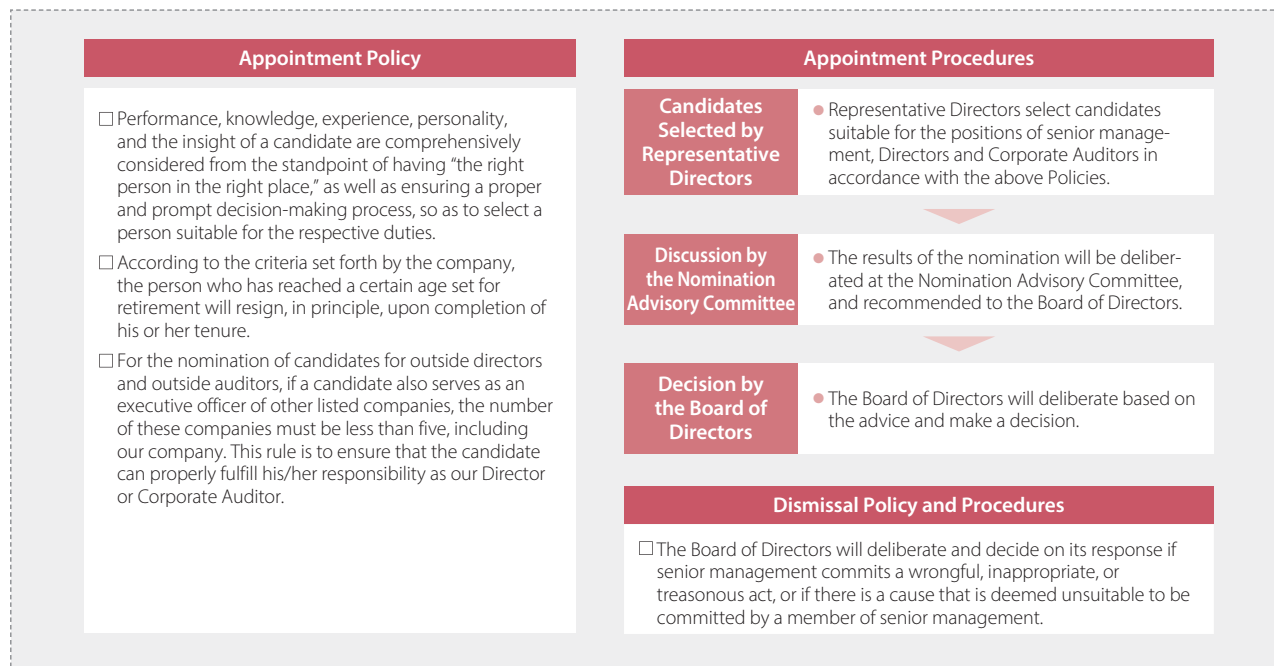 Appointment Policy
□ Performance, knowledge, experience, personality,
and the insight of a candidate are comprehensively
considered from the standpoint of having “the right
person in the right place,” as well as ensuring a proper
and prompt decision-making process, so as to select a
person suitable for the respective duties.
□ According to the criteria set forth by the company,
the person who has reached a certain age set for
retirement will resign, in principle, upon completion of
his or her tenure.
□ For the nomination of candidates for outside directors
and outside auditors, if a candidate also serves as an
executive officer of other listed companies, the number
of these companies must be less than five, including
our company. This rule is to ensure that the candidate
can properly fulfill his/her responsibility as our Director
or Corporate Auditor.
Appointment Procedures
Candidates
Selected by
Representative
Directors
● Representative Directors select candidates
suitable for the positions of senior manage-
ment, Directors and Corporate Auditors in
accordance with the above Policies.
Discussion by
the Nomination
Advisory Committee
● The results of the nomination will be deliber-
ated at the Nomination Advisory Committee,
and recommended to the Board of Directors.
Decision by
the Board of
Directors
● The Board of Directors will deliberate based on
the advice and make a decision.
Dismissal Policy and Procedures
□ The Board of Directors will deliberate and decide on its response if
senior management commits a wrongful, inappropriate, or
treasonous act, or if there is a cause that is deemed unsuitable to be
committed by a member of senior management.